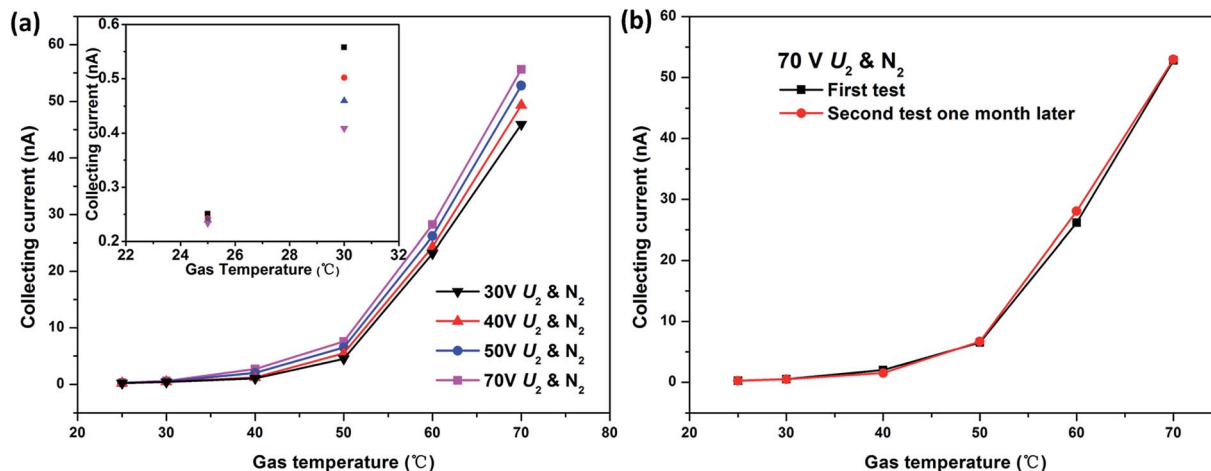 (a)
Collecting current (nA)
60
50
40
30
20
10
0
20 30 40 50 60 70 80
Gas temperature (℃)
Collecting current (nA)
0.6
0.5
0.4
0.3
0.2
22 24 26 28 30 32
Gas Temperature (℃)
30V U₂ & N₂
40V U₂ & N₂
50V U₂ & N₂
70V U₂ & N₂
(b)
Collecting current (nA)
60
50
40
30
20
10
0
20 30 40 50 60 70
Gas temperature (℃)
70 V U₂ & N₂
First test
Second test one month later